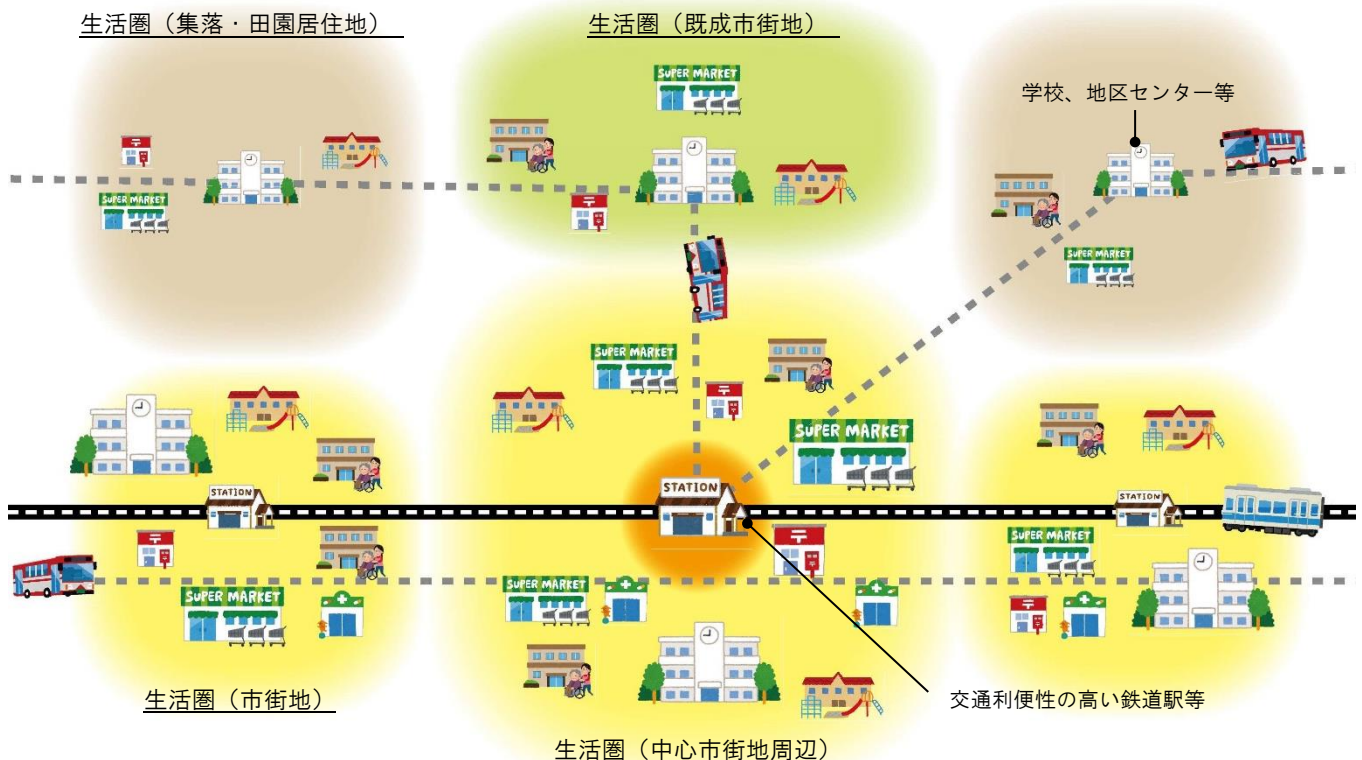 生活圏（集落・田園居住地）
生活圏（既成市街地）
SUPER MARKET
学校、地区センター等
〒
SUPER MARKET
〒
SUPER MARKET
SUPER MARKET
〒
SUPER MARKET
STATION
STATION
STATION
〒
〒
SUPER MARKET
SUPER MARKET
SUPER MARKET
〒
生活圏（市街地）
交通利便性の高い鉄道駅等
生活圏（中心市街地周辺）